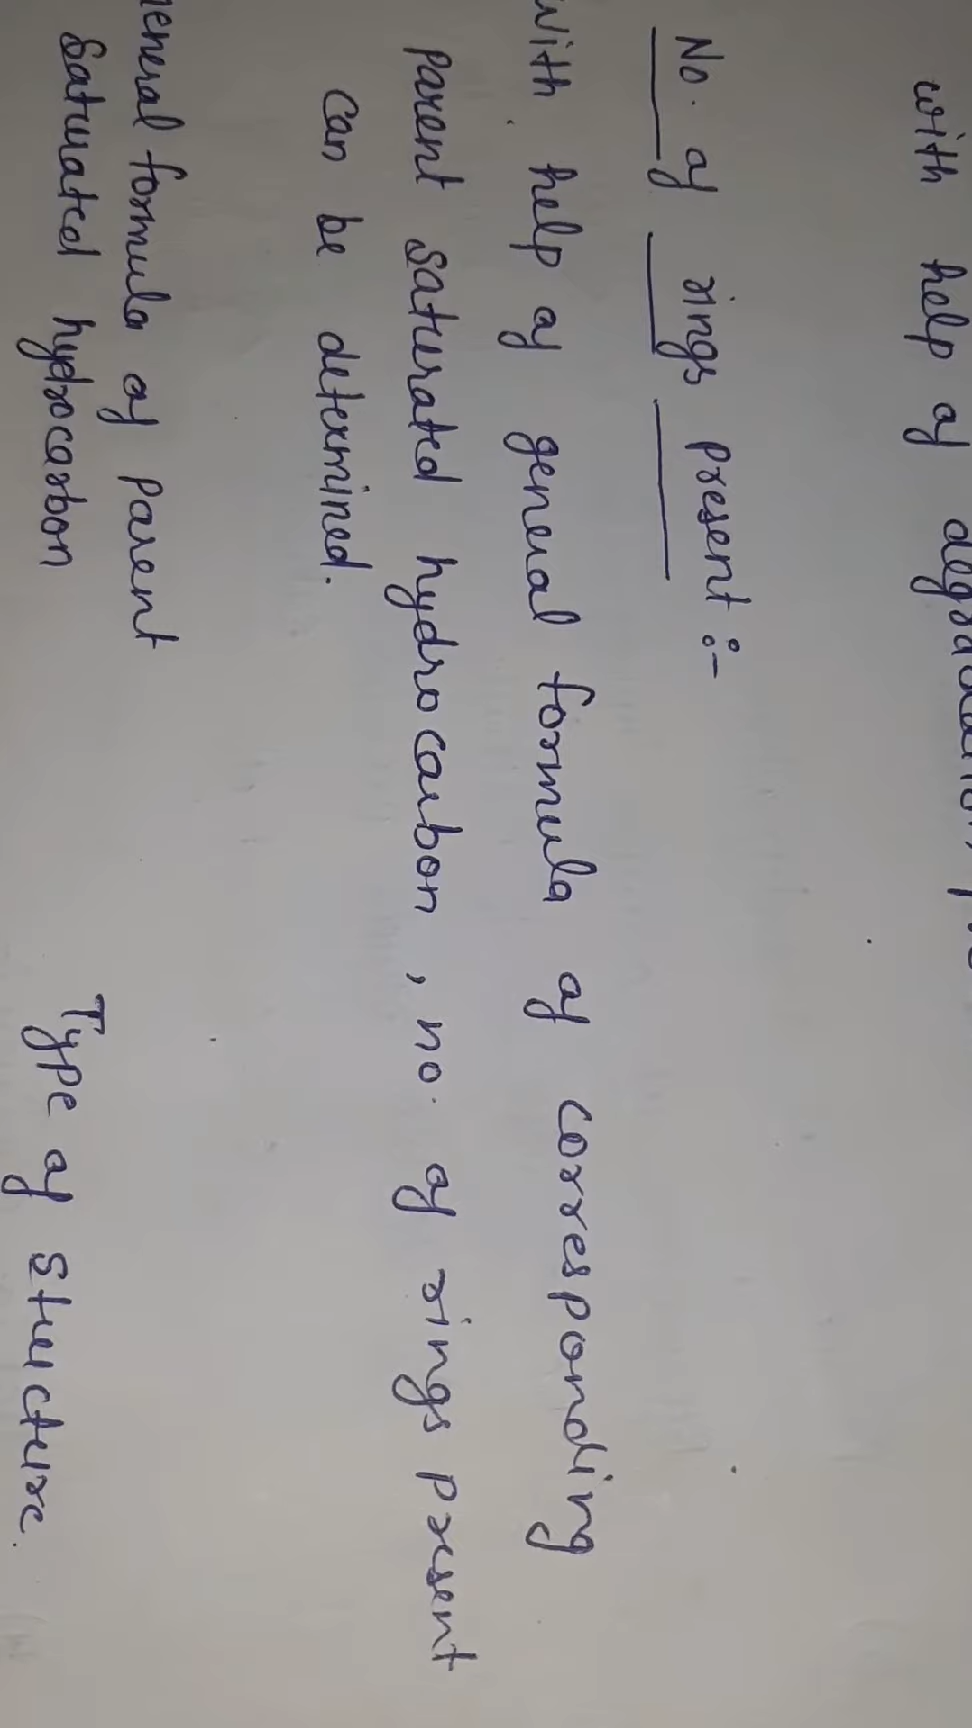 with help of
No. of rings present :-
with help of general formula of corresponding
parent saturated hydrocarbon, no. of rings present
can be determined.
eneral formula of parent
saturated hydrocarbon
Type of structure.